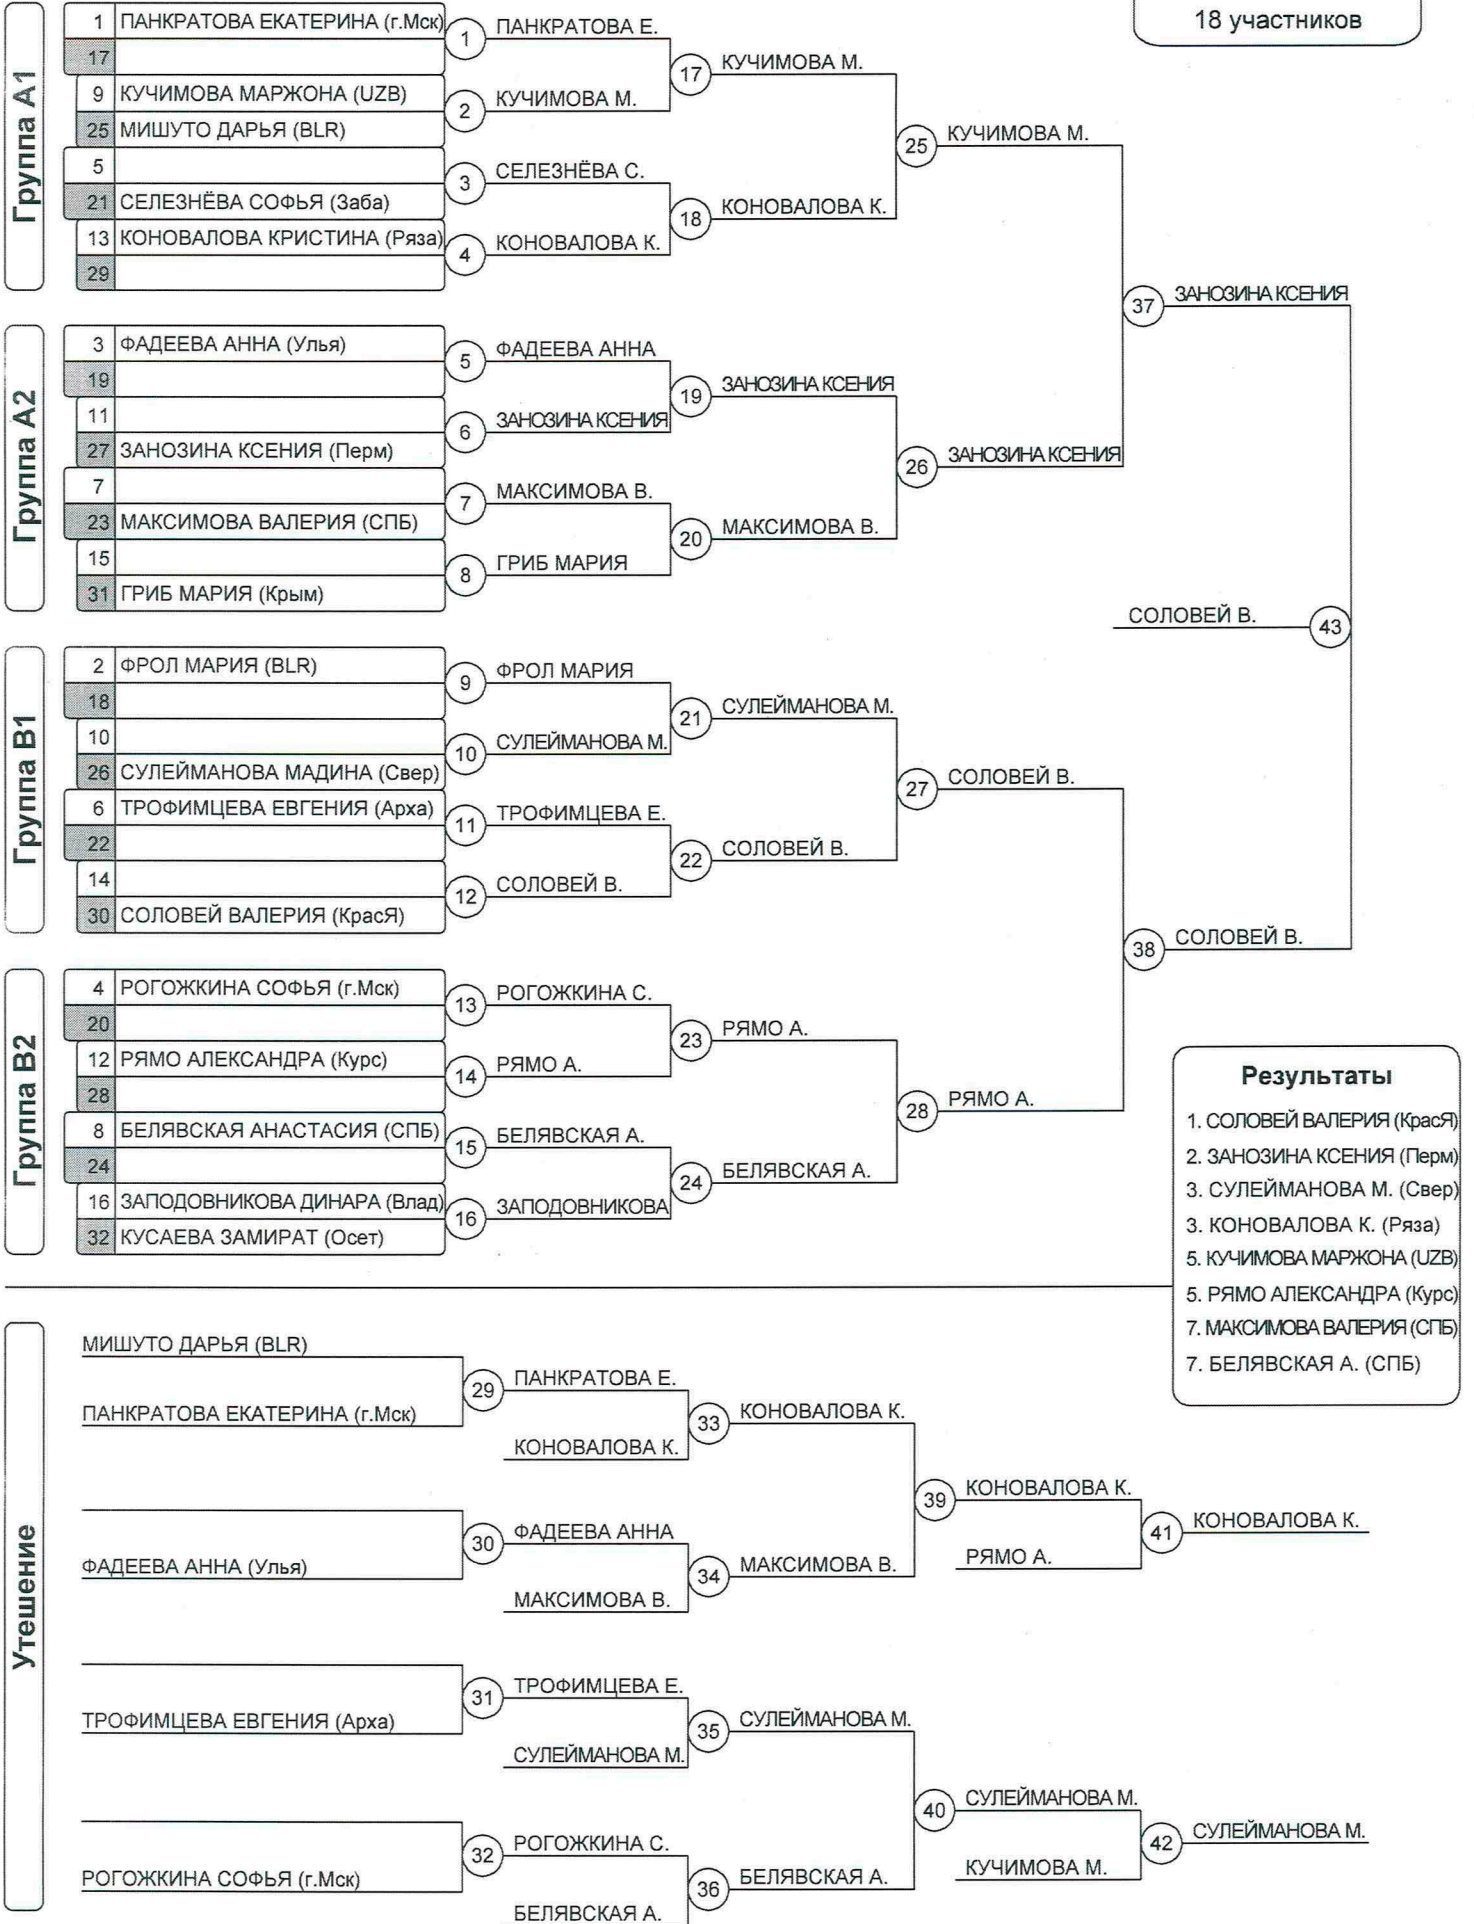 18 участников
Группа A1
1 ПАНКРАТОВА ЕКАТЕРИНА (г.Мск)
17
9 КУЧИМОВА МАРЖОНА (UZB)
25 МИШУТО ДАРЬЯ (BLR)
5
21 СЕЛЕЗНЁВА СОФЬЯ (Заба)
13 КОНОВАЛОВА КРИСТИНА (Ряза)
29
1 ПАНКРАТОВА Е.
2 КУЧИМОВА М.
3 СЕЛЕЗНЁВА С.
4 КОНОВАЛОВА К.
17 КУЧИМОВА М.
18 КОНОВАЛОВА К.
25 КУЧИМОВА М.
Группа A2
3 ФАДЕЕВА АННА (Улья)
19
11
27 ЗАНОЗИНА КСЕНИЯ (Перм)
7
23 МАКСИМОВА ВАЛЕРИЯ (СПБ)
15
31 ГРИБ МАРИЯ (Крым)
5 ФАДЕЕВА АННА
6 ЗАНОЗИНА КСЕНИЯ
7 МАКСИМОВА В.
8 ГРИБ МАРИЯ
19 ЗАНОЗИНА КСЕНИЯ
20 МАКСИМОВА В.
26 ЗАНОЗИНА КСЕНИЯ
37 ЗАНОЗИНА КСЕНИЯ
СОЛОВЕЙ В. 43
Группа B1
2 ФРОЛ МАРИЯ (BLR)
18
10
26 СУЛЕЙМАНОВА МАДИНА (Свер)
6 ТРОФИМЦЕВА ЕВГЕНИЯ (Арха)
22
14
30 СОЛОВЕЙ ВАЛЕРИЯ (КрасЯ)
9 ФРОЛ МАРИЯ
10 СУЛЕЙМАНОВА М.
11 ТРОФИМЦЕВА Е.
12 СОЛОВЕЙ В.
21 СУЛЕЙМАНОВА М.
22 СОЛОВЕЙ В.
27 СОЛОВЕЙ В.
38 СОЛОВЕЙ В.
Группа B2
4 РОГОЖКИНА СОФЬЯ (г.Мск)
20
12 РЯМО АЛЕКСАНДРА (Курс)
28
8 БЕЛЯВСКАЯ АНАСТАСИЯ (СПБ)
24
16 ЗАПОДОВНИКОВА ДИНАРА (Влад)
32 КУСАЕВА ЗАМИРАТ (Осет)
13 РОГОЖКИНА С.
14 РЯМО А.
15 БЕЛЯВСКАЯ А.
16 ЗАПОДОВНИКОВА
23 РЯМО А.
24 БЕЛЯВСКАЯ А.
28 РЯМО А.
Результаты
1. СОЛОВЕЙ ВАЛЕРИЯ (КрасЯ)
2. ЗАНОЗИНА КСЕНИЯ (Перм)
3. СУЛЕЙМАНОВА М. (Свер)
3. КОНОВАЛОВА К. (Ряза)
5. КУЧИМОВА МАРЖОНА (UZB)
5. РЯМО АЛЕКСАНДРА (Курс)
7. МАКСИМОВА ВАЛЕРИЯ (СПБ)
7. БЕЛЯВСКАЯ А. (СПБ)
Утешение
МИШУТО ДАРЬЯ (BLR)
ПАНКРАТОВА ЕКАТЕРИНА (г.Мск)
29 ПАНКРАТОВА Е.
КОНОВАЛОВА К.
33 КОНОВАЛОВА К.
ФАДЕЕВА АННА (Улья)
30 ФАДЕЕВА АННА
МАКСИМОВА В.
34 МАКСИМОВА В.
39 КОНОВАЛОВА К.
РЯМО А.
41 КОНОВАЛОВА К.
ТРОФИМЦЕВА ЕВГЕНИЯ (Арха)
31 ТРОФИМЦЕВА Е.
СУЛЕЙМАНОВА М.
35 СУЛЕЙМАНОВА М.
РОГОЖКИНА СОФЬЯ (г.Мск)
32 РОГОЖКИНА С.
БЕЛЯВСКАЯ А.
36 БЕЛЯВСКАЯ А.
40 СУЛЕЙМАНОВА М.
КУЧИМОВА М.
42 СУЛЕЙМАНОВА М.